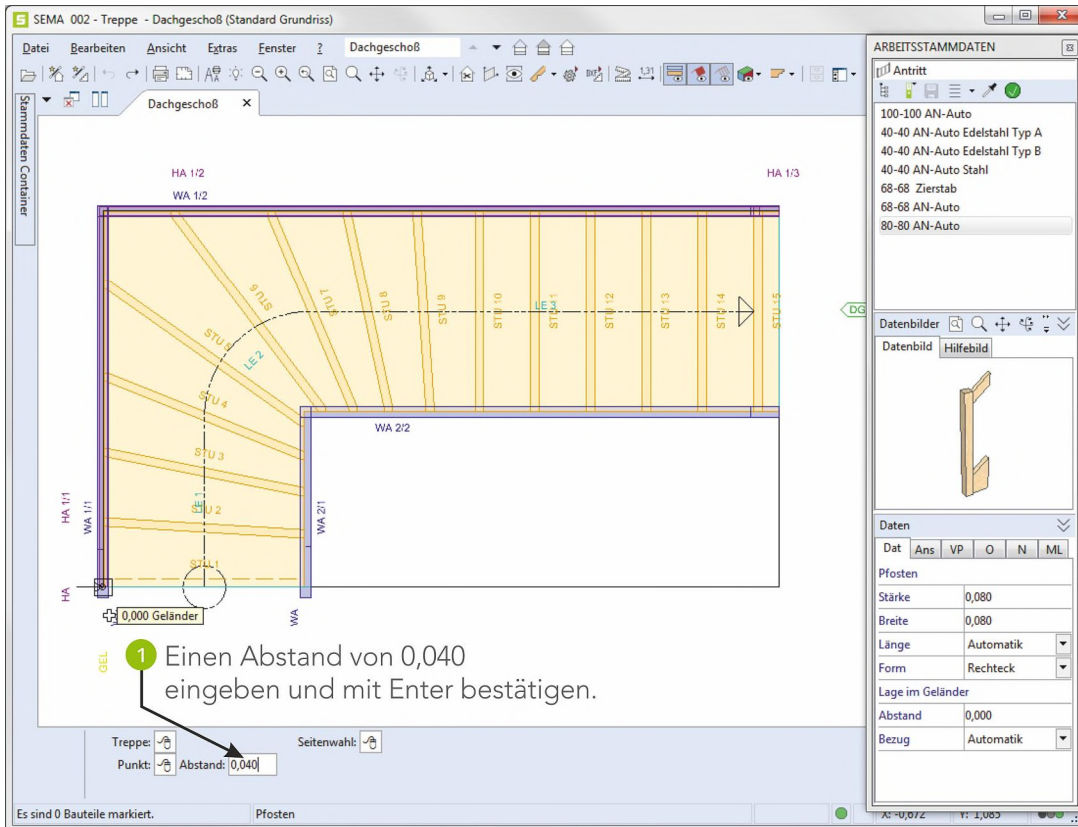 SEMA 002 - Treppe - Dachgeschoß (Standard Grundriss)
Datei Bearbeiten Ansicht Extras Fenster ? Dachgeschoß
Stammdaten Container
Dachgeschoß
HA 1/2
HA 1/3
WA 1/2
STU 6
STU 7
STU 8
STU 9
STU 10
STU 11
STU 12
STU 13
STU 14
STU 15
LE 3
DG
STU 5
LE 2
STU 4
WA 2/2
STU 3
HA 1/1
WA 1/1
LE 1
STU 2
WA 2/1
STU 1
HA
0,000 Geländer
WA
GEL
1 Einen Abstand von 0,040
eingeben und mit Enter bestätigen.
Treppe: Seitenwahl:
Punkt: Abstand: 0,040
Es sind 0 Bauteile markiert. Pfosten X: -0,672 Y: 1,085
ARBEITSSTAMMDATEN
Antritt
100-100 AN-Auto
40-40 AN-Auto Edelstahl Typ A
40-40 AN-Auto Edelstahl Typ B
40-40 AN-Auto Stahl
68-68 Zierstab
68-68 AN-Auto
80-80 AN-Auto
Datenbilder
Datenbild Hilfebild
Daten
Dat Ans VP O N ML
Pfosten
Stärke 0,080
Breite 0,080
Länge Automatik
Form Rechteck
Lage im Geländer
Abstand 0,000
Bezug Automatik